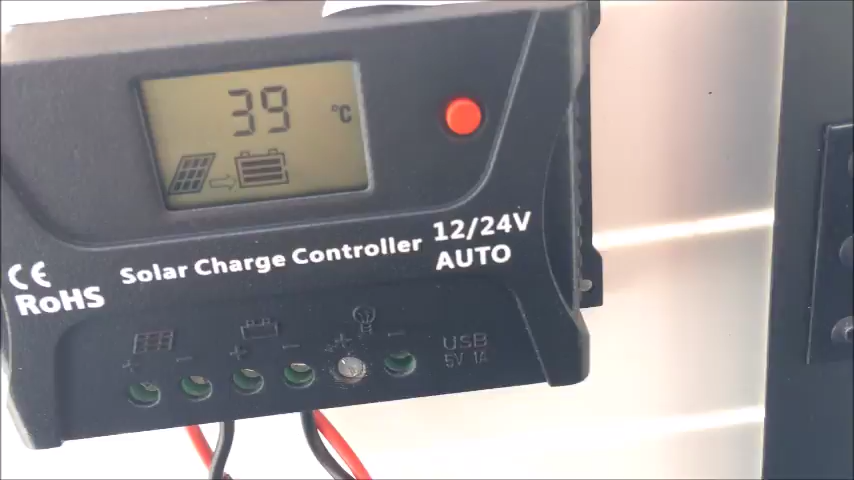 39 °C
12/24V
Solar Charge Controller
AUTO
CE
RoHS
+ - + - + -
USB
5V 1A